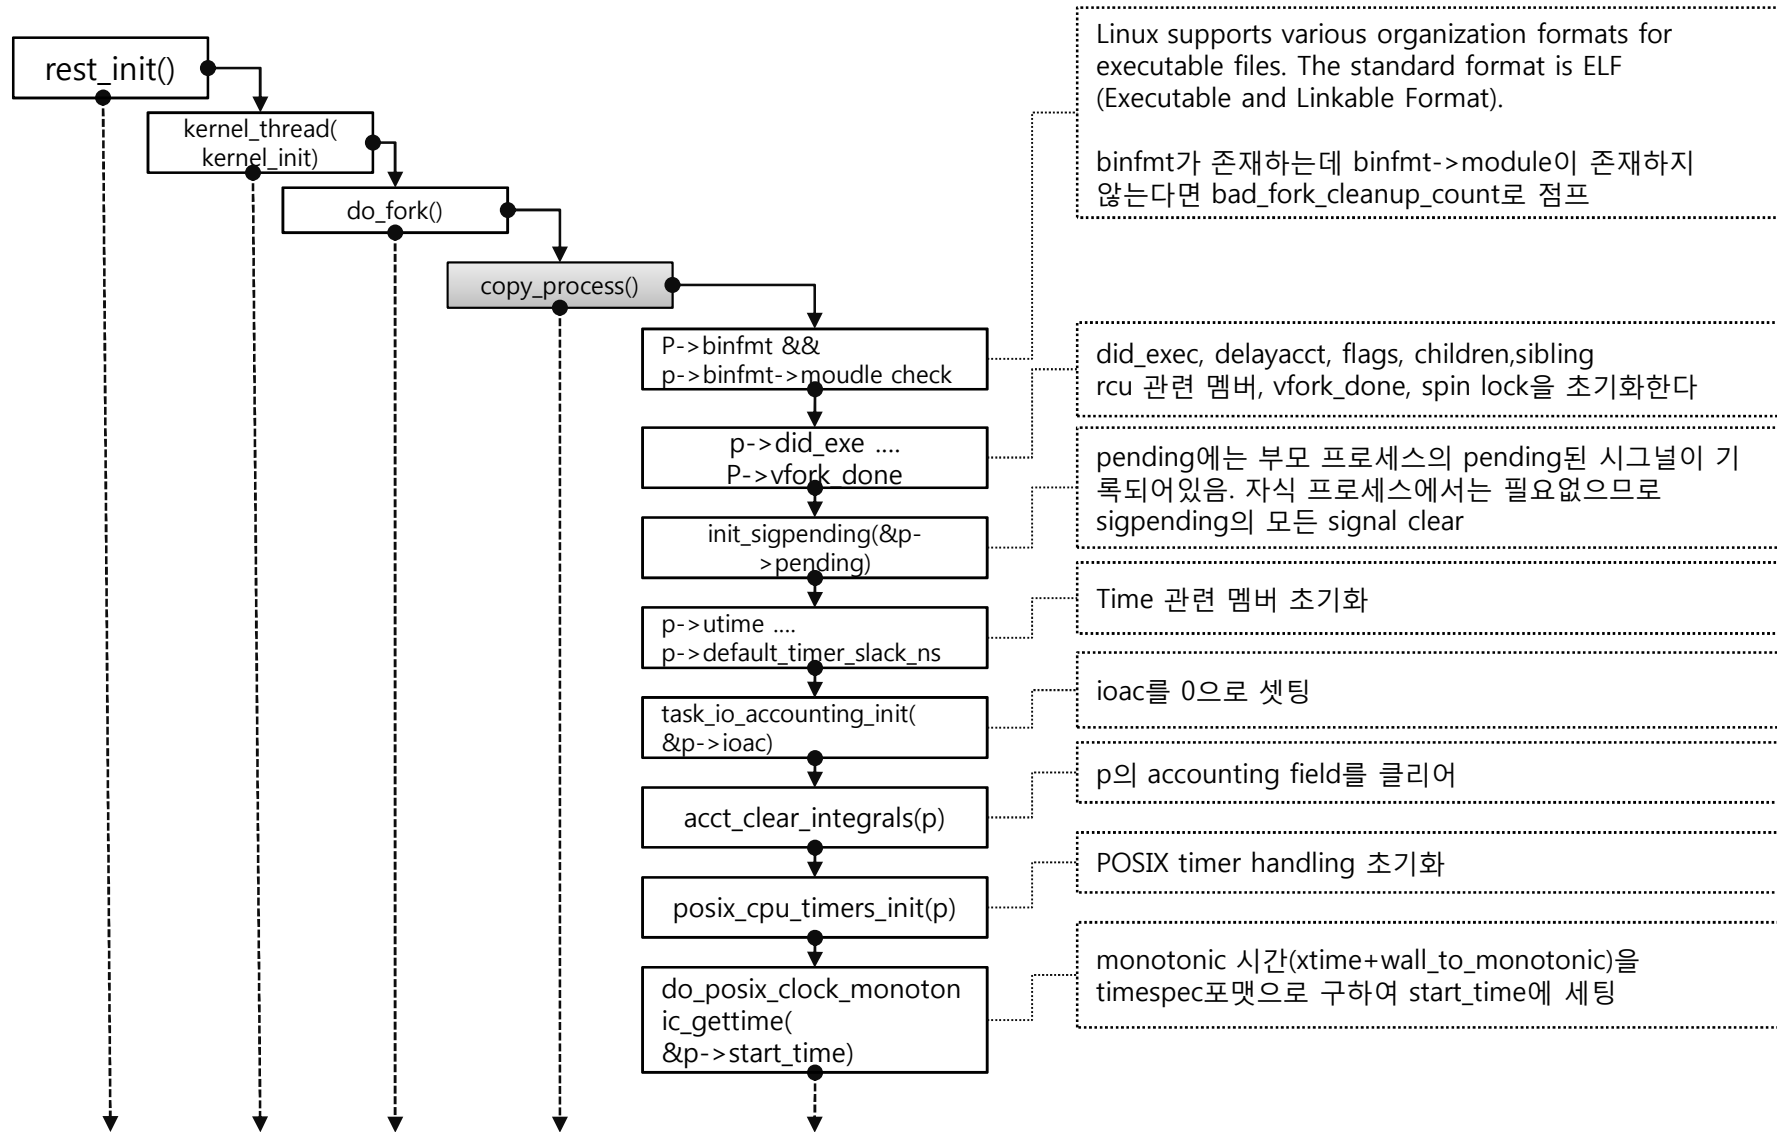 rest_init()
kernel_thread(
kernel_init)
do_fork()
copy_process()
P->binfmt &&
p->binfmt->moudle check
p->did_exe ....
P->vfork_done
init_sigpending(&p-
>pending)
p->utime ....
p->default_timer_slack_ns
task_io_accounting_init(
&p->ioac)
acct_clear_integrals(p)
posix_cpu_timers_init(p)
do_posix_clock_monoton
ic_gettime(
&p->start_time)
Linux supports various organization formats for
executable files. The standard format is ELF
(Executable and Linkable Format).
binfmt가 존재하는데 binfmt->module이 존재하지
않는다면 bad_fork_cleanup_count로 점프
did_exec, delayacct, flags, children,sibling
rcu 관련 멤버, vfork_done, spin lock을 초기화한다
pending에는 부모 프로세스의 pending된 시그널이 기
록되어있음. 자식 프로세스에서는 필요없으므로
sigpending의 모든 signal clear
Time 관련 멤버 초기화
ioac를 0으로 셋팅
p의 accounting field를 클리어
POSIX timer handling 초기화
monotonic 시간(xtime+wall_to_monotonic)을
timespec포맷으로 구하여 start_time에 세팅